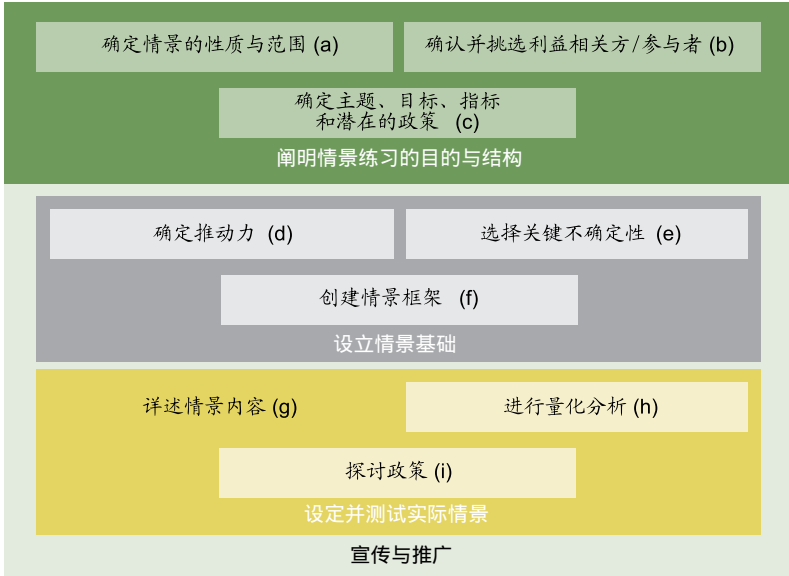 确定情景的性质与范围 (a)
确认并挑选利益相关方/参与者 (b)
确定主题、目标、指标
和潜在的政策 (c)
阐明情景练习的目的与结构
确定推动力 (d)
选择关键不确定性 (e)
创建情景框架 (f)
设立情景基础
详述情景内容 (g)
进行量化分析 (h)
探讨政策 (i)
设定并测试实际情景
宣传与推广